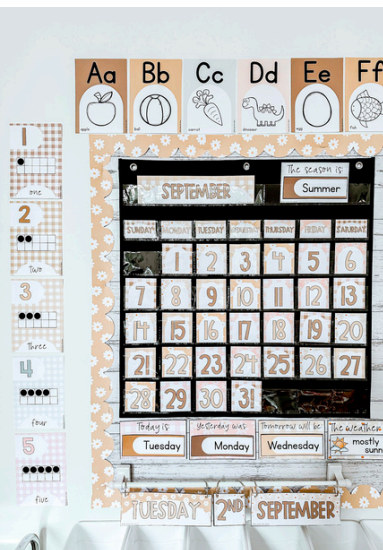 Aa Bb Cc Dd Ee Ff
apple ball carrot dinosaur egg fish
The season is
Summer
SEPTEMBER
SUNDAY MONDAY TUESDAY WEDNESDAY THURSDAY FRIDAY SATURDAY
1 2 3 4 5 6
7 8 9 10 11 12 13
14 15 16 17 18 19 20
21 22 23 24 25 26 27
28 29 30 31
1
one
2
two
3
three
4
four
5
five
Today is Yesterday was Tomorrow will be The weather
Tuesday Monday Wednesday mostly
sunn
TUESDAY 2ND SEPTEMBER